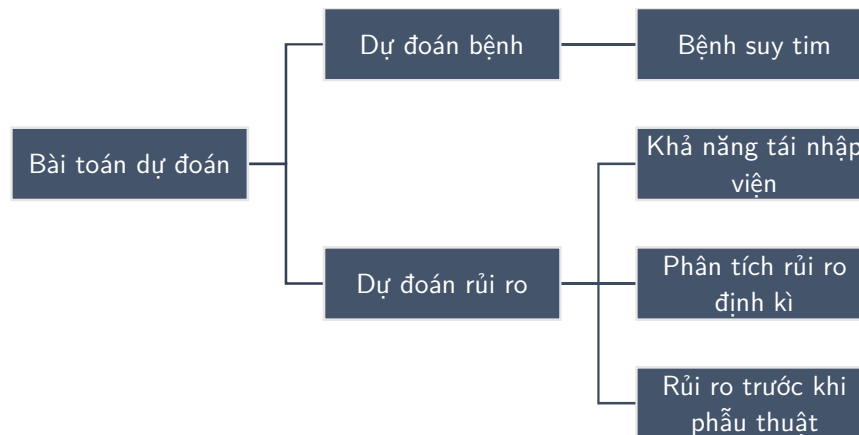 Dự đoán bệnh
Bệnh suy tim
Bài toán dự đoán
Khả năng tái nhập
viện
Dự đoán rủi ro
Phân tích rủi ro
định kì
Rủi ro trước khi
phẫu thuật